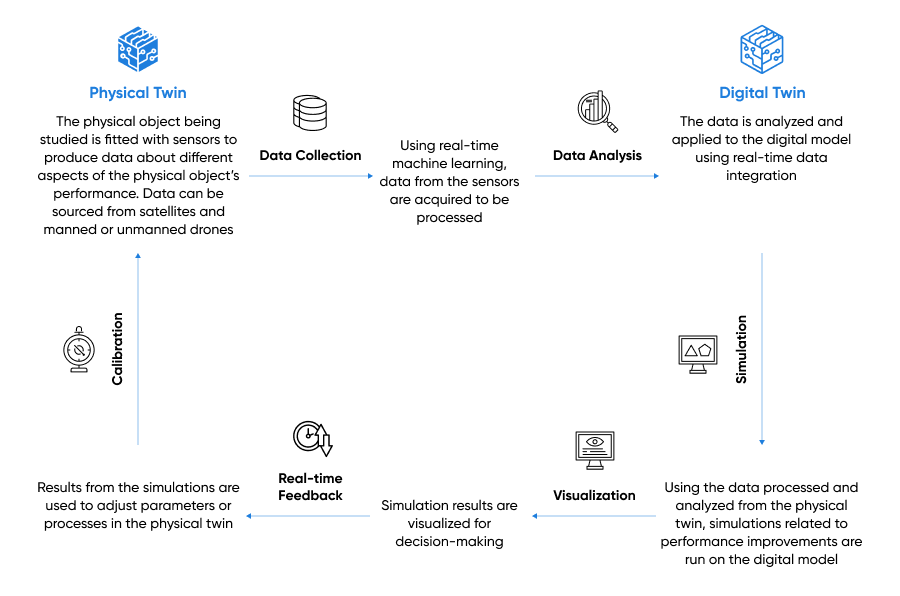 Physical Twin
The physical object being
studied is fitted with sensors to
produce data about different
aspects of the physical object's
performance. Data can be
sourced from satellites and
manned or unmanned drones
Data Collection
Using real-time
machine learning,
data from the sensors
are acquired to be
processed
Data Analysis
Digital Twin
The data is analyzed and
applied to the digital model
using real-time data
integration
Simulation
Using the data processed and
analyzed from the physical
twin, simulations related to
performance improvements are
run on the digital model
Visualization
Simulation results are
visualized for
decision-making
Real-time
Feedback
Results from the simulations are
used to adjust parameters or
processes in the physical twin
Calibration